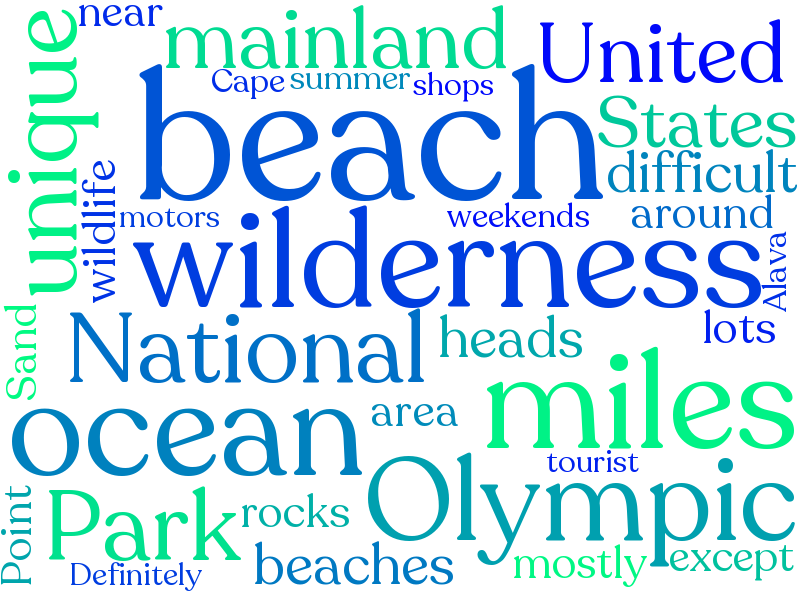 near
mainland
United
Cape
summer
shops
unique
beach
States
difficult
wildlife
motors
weekends
around
wilderness
Alava
Sand
National
heads
lots
ocean
area
miles
tourist
Olympic
Point
Park
rocks
beaches
mostly
except
Definitely